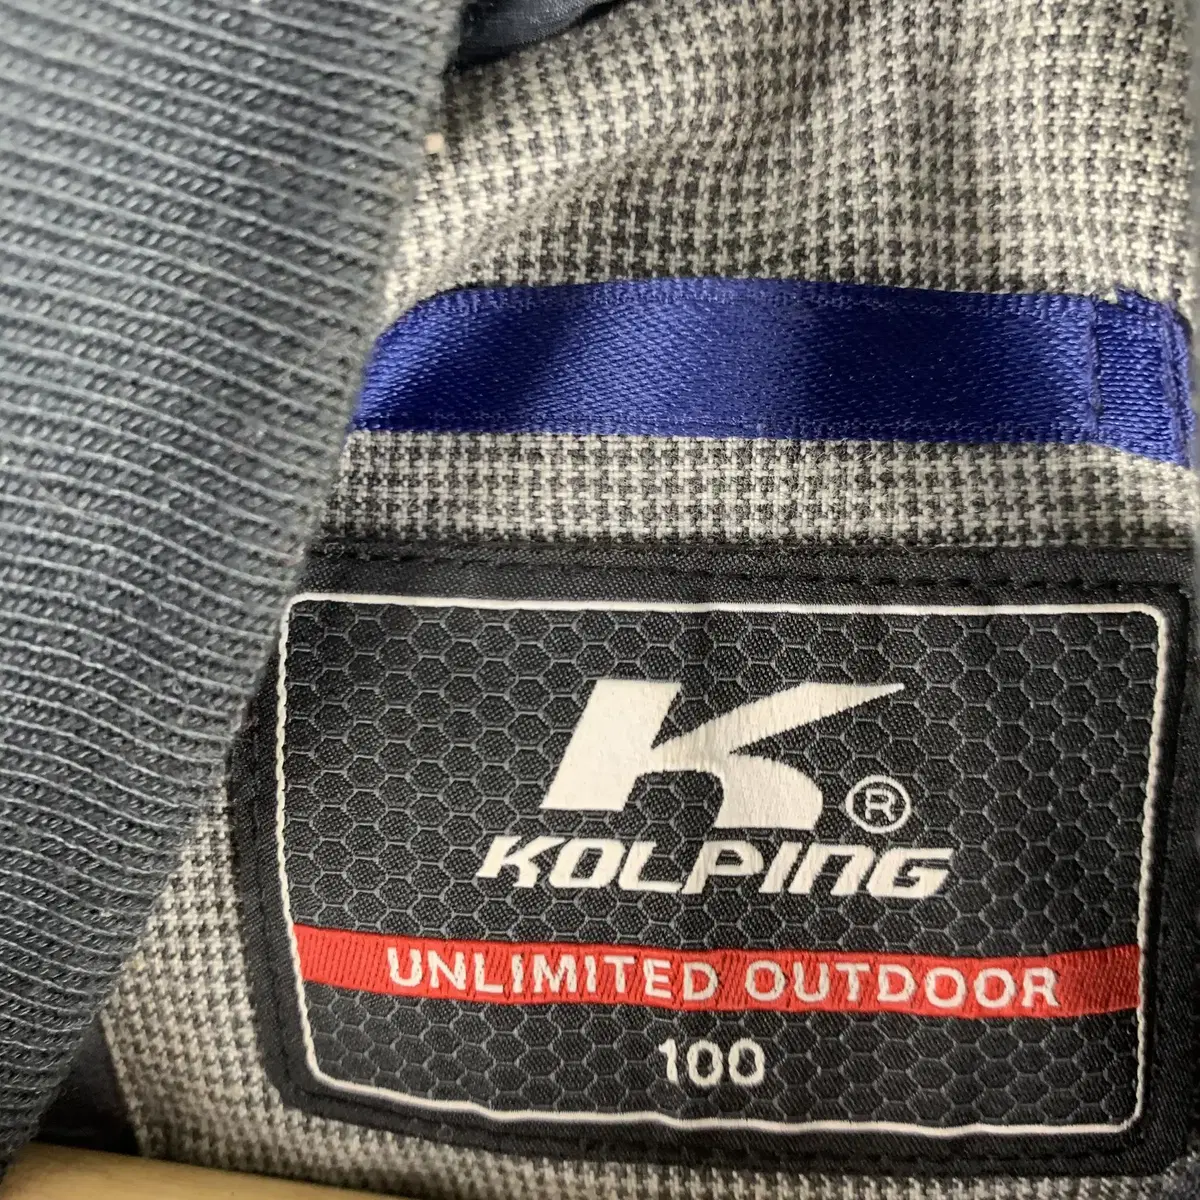 K ®
KOLPING
UNLIMITED OUTDOOR
100